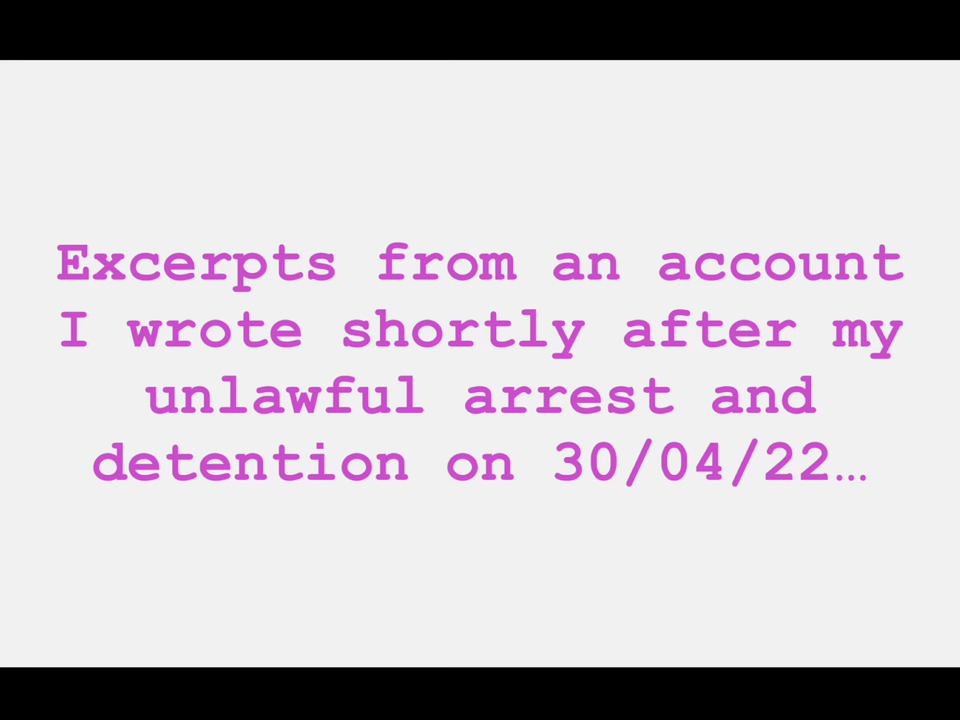 Excerpts from an account
I wrote shortly after my
unlawful arrest and
detention on 30/04/22…